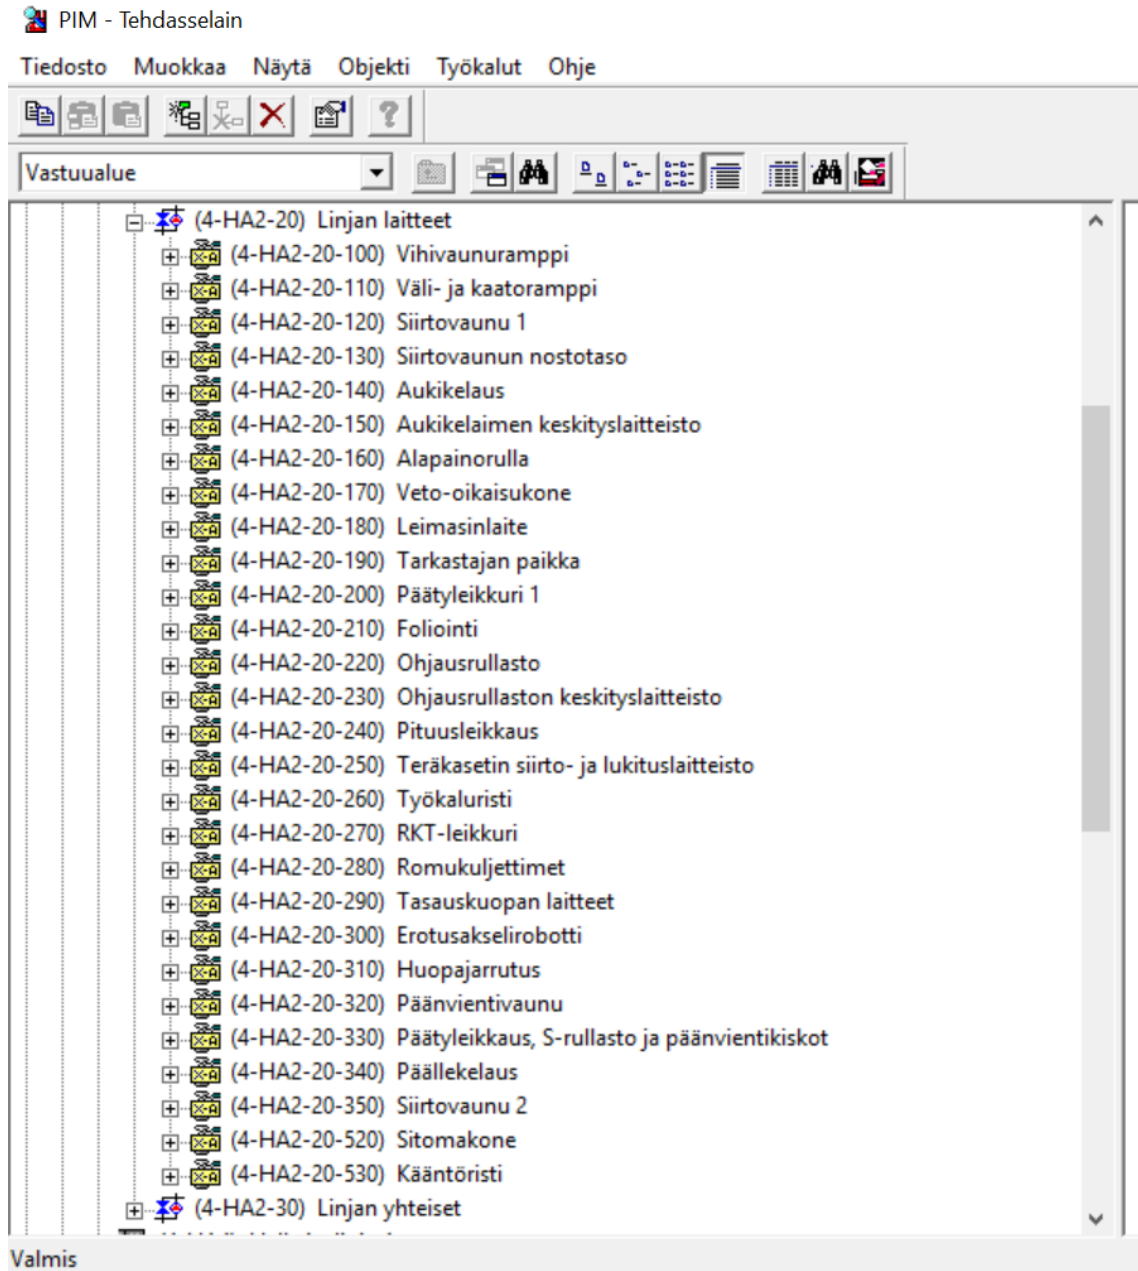 PIM - Tehdasselain
Tiedosto Muokkaa Näytä Objekti Työkalut Ohje
Vastuualue
(4-HA2-20) Linjan laitteet
(4-HA2-20-100) Vihivaunuramppi
(4-HA2-20-110) Väli- ja kaatoramppi
(4-HA2-20-120) Siirtovaunu 1
(4-HA2-20-130) Siirtovaunun nostotaso
(4-HA2-20-140) Aukikelaus
(4-HA2-20-150) Aukikelaimen keskityslaitteisto
(4-HA2-20-160) Alapainorulla
(4-HA2-20-170) Veto-oikaisukone
(4-HA2-20-180) Leimasinlaite
(4-HA2-20-190) Tarkastajan paikka
(4-HA2-20-200) Päätyleikkuri 1
(4-HA2-20-210) Foliointi
(4-HA2-20-220) Ohjausrullasto
(4-HA2-20-230) Ohjausrullaston keskityslaitteisto
(4-HA2-20-240) Pituusleikkaus
(4-HA2-20-250) Teräkasetin siirto- ja lukituslaitteisto
(4-HA2-20-260) Työkaluristi
(4-HA2-20-270) RKT-leikkuri
(4-HA2-20-280) Romukuljettimet
(4-HA2-20-290) Tasauskuopan laitteet
(4-HA2-20-300) Erotusakselirobotti
(4-HA2-20-310) Huopajarrutus
(4-HA2-20-320) Päänvientivaunu
(4-HA2-20-330) Päätyleikkaus, S-rullasto ja päänvientikiskot
(4-HA2-20-340) Päällekelaus
(4-HA2-20-350) Siirtovaunu 2
(4-HA2-20-520) Sitomakone
(4-HA2-20-530) Kääntöristi
(4-HA2-30) Linjan yhteiset
Valmis